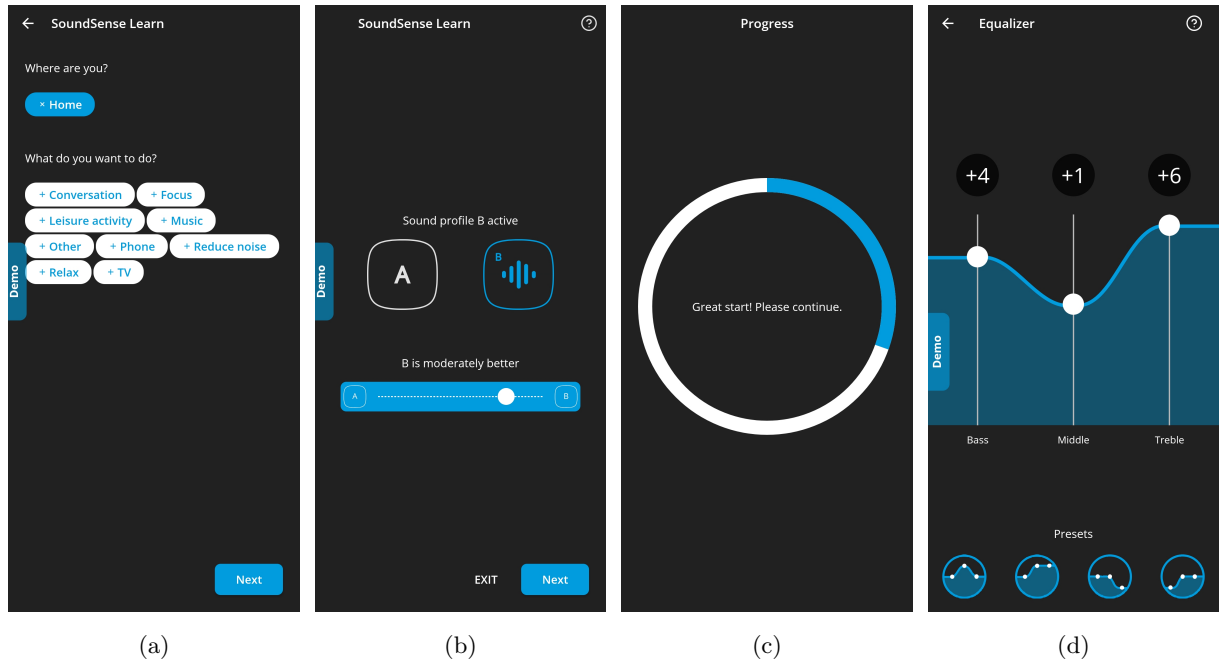 SoundSense Learn
Where are you?
× Home
What do you want to do?
+ Conversation + Focus
+ Leisure activity + Music
+ Other + Phone + Reduce noise
+ Relax + TV
Demo
Next
(a)
SoundSense Learn
?
Sound profile B active
A B
Demo
B is moderately better
A B
EXIT Next
(b)
Progress
Great start! Please continue.
(c)
Equalizer
?
+4 +1 +6
Demo
Bass Middle Treble
Presets
(d)